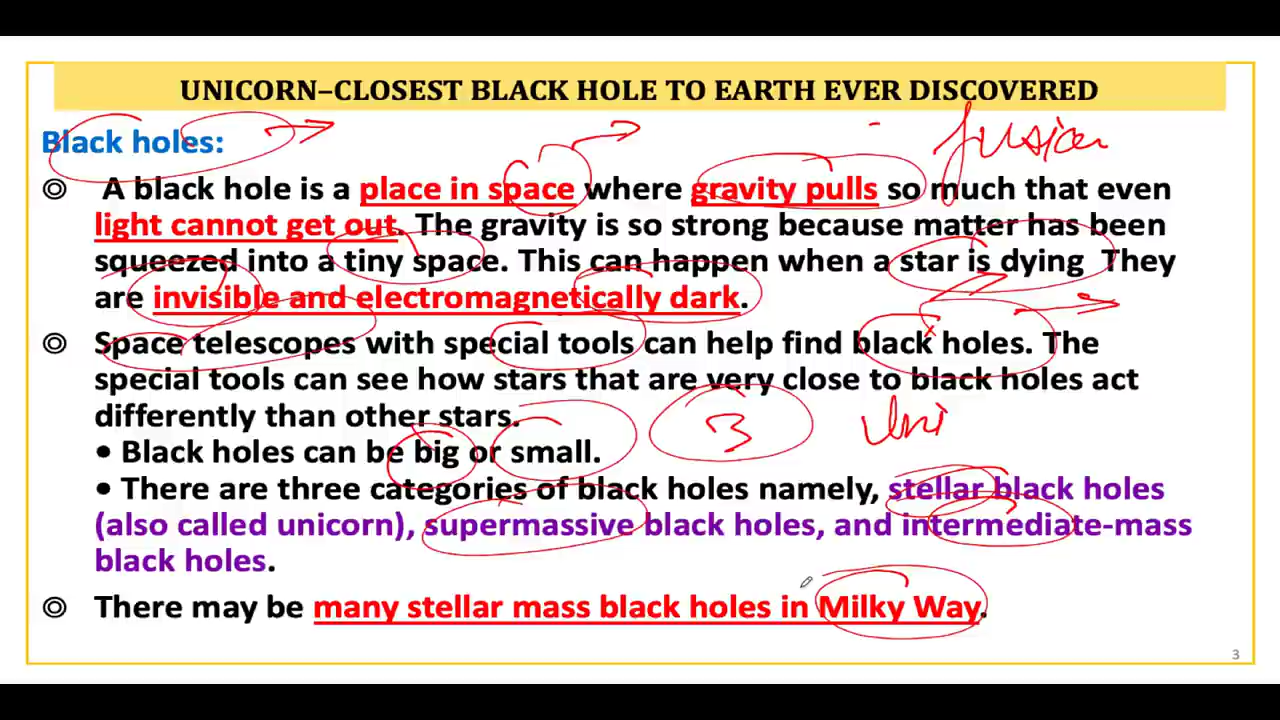 UNICORN–CLOSEST BLACK HOLE TO EARTH EVER DISCOVERED
Black holes:
fusion
◎ A black hole is a place in space where gravity pulls so much that even
light cannot get out. The gravity is so strong because matter has been
squeezed into a tiny space. This can happen when a star is dying They
are invisible and electromagnetically dark.
◎ Space telescopes with special tools can help find black holes. The
special tools can see how stars that are very close to black holes act
differently than other stars.
3 Uni
• Black holes can be big or small.
• There are three categories of black holes namely, stellar black holes
(also called unicorn), supermassive black holes, and intermediate-mass
black holes.
◎ There may be many stellar mass black holes in Milky Way.
3